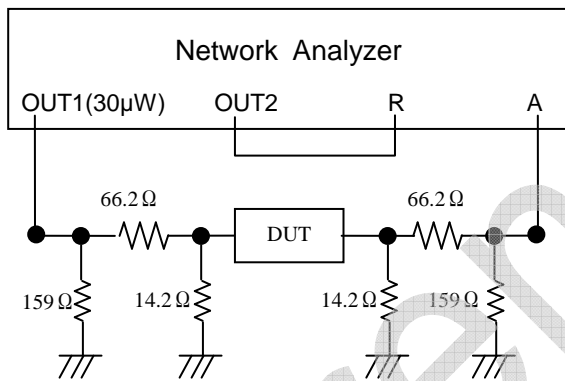 Network Analyzer
OUT1(30µW) OUT2 R A
66.2 Ω 66.2 Ω
DUT
159 Ω 14.2 Ω 14.2 Ω 159 Ω